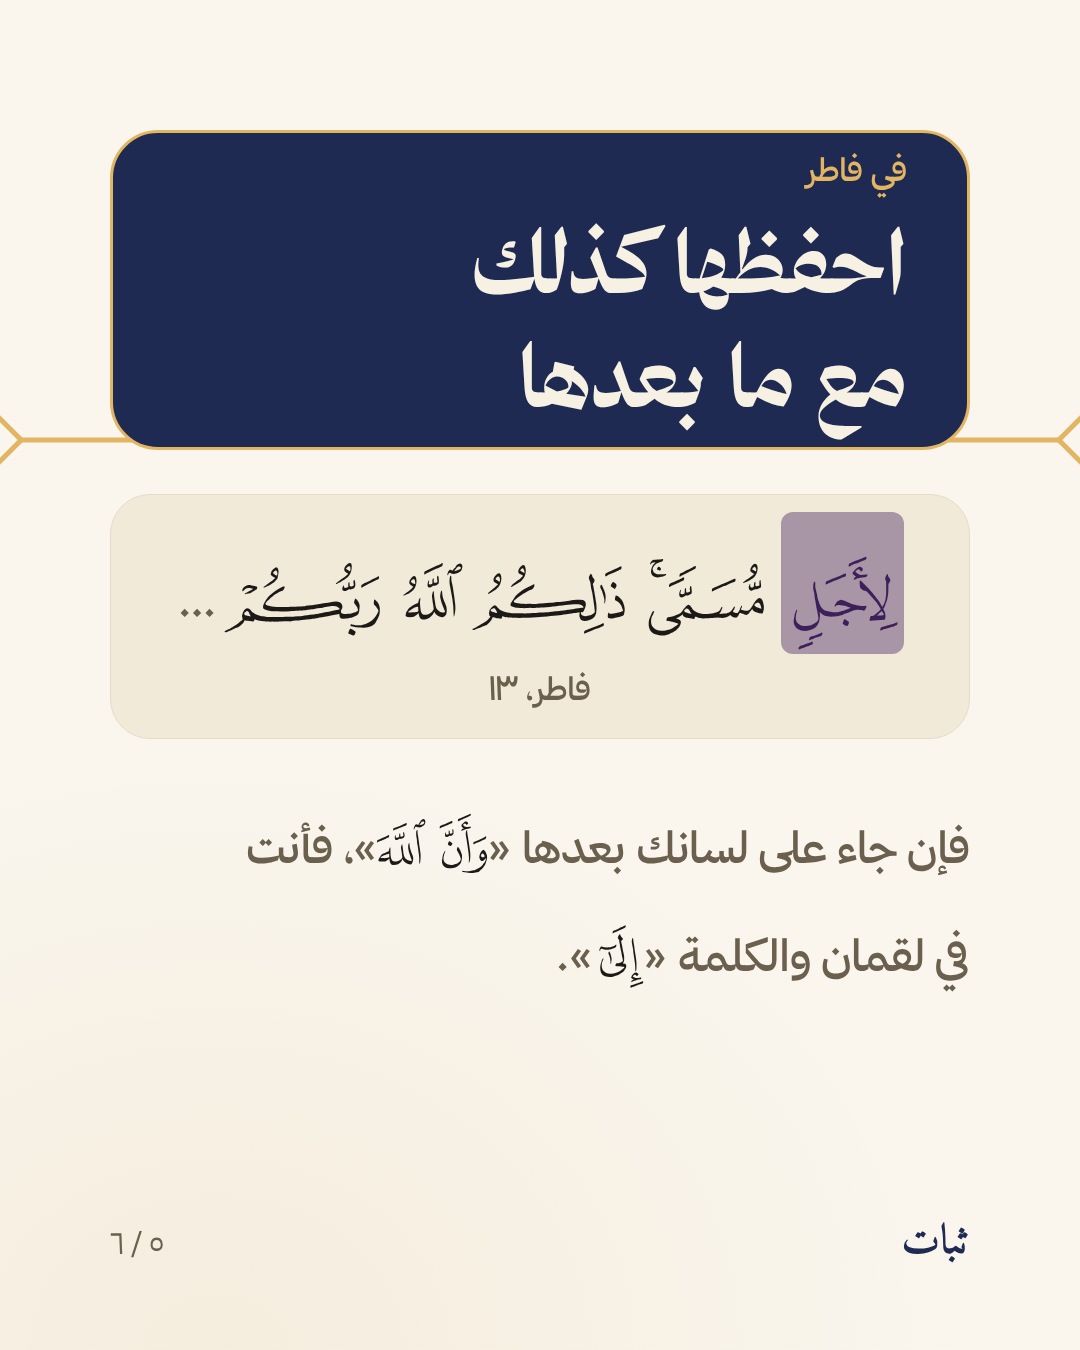 في فاطر
احفظها كذلك
مع ما بعدها
لِأَجَلٍ مُّسَمًّىۚ ذَٰلِكُمُ ٱللَّهُ رَبُّكُمۡ ...
فاطر، ١٣
فإن جاء على لسانك بعدها «وَأَنَّ ٱللَّهَ»، فأنت
في لقمان والكلمة «إِلَىٰٓ».
ثبات
٥ / ٦